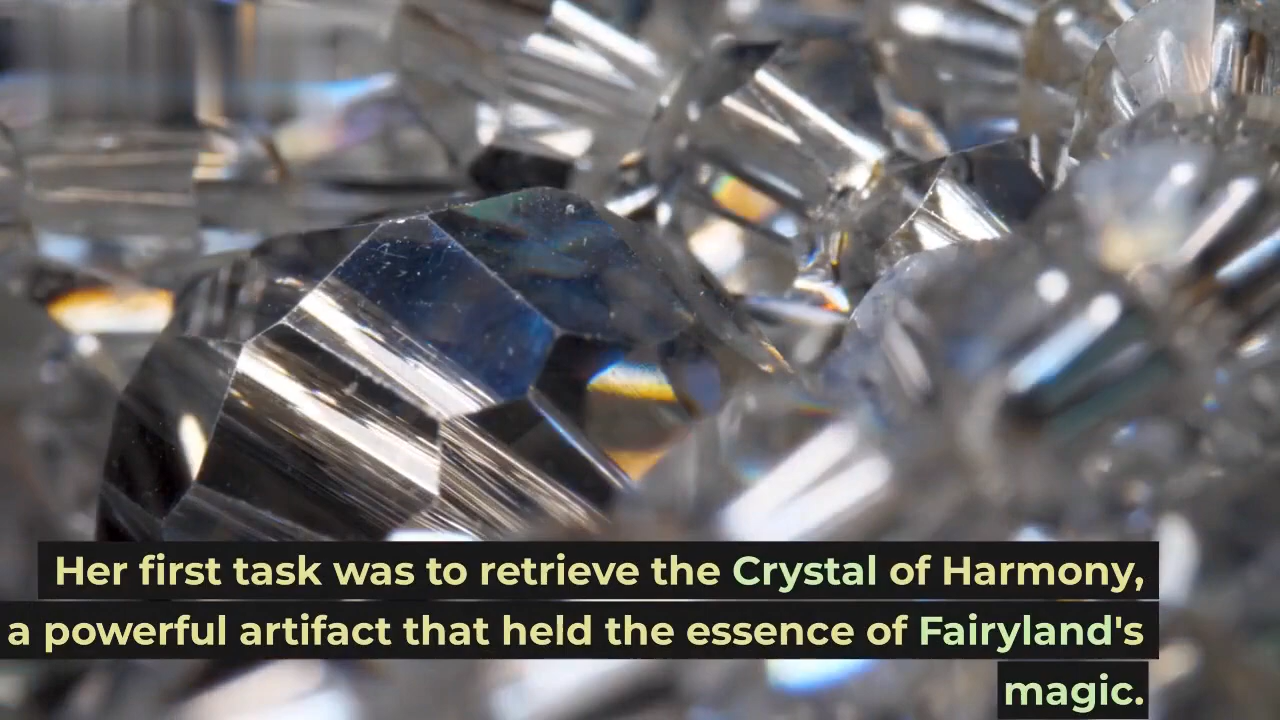 Her first task was to retrieve the Crystal of Harmony,
a powerful artifact that held the essence of Fairyland's
magic.